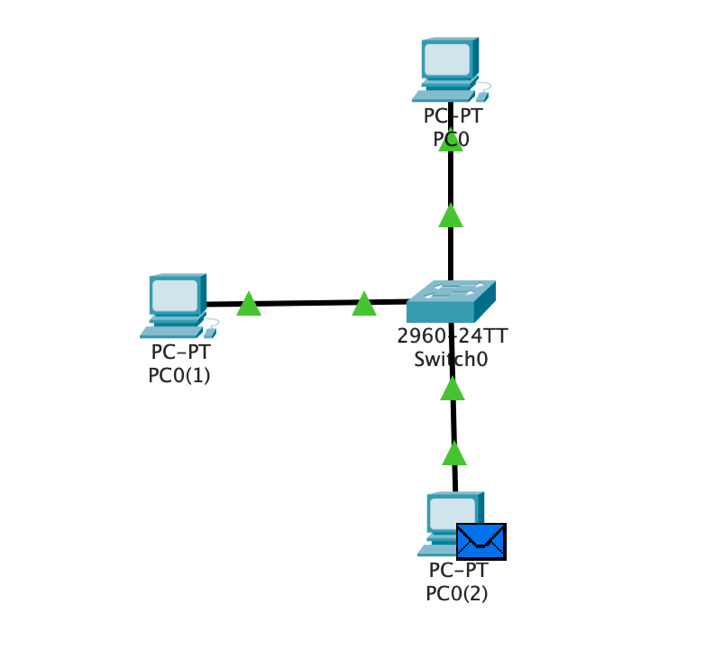 PC-PT
PC0
2960-24TT
Switch0
PC-PT
PC0(1)
PC-PT
PC0(2)